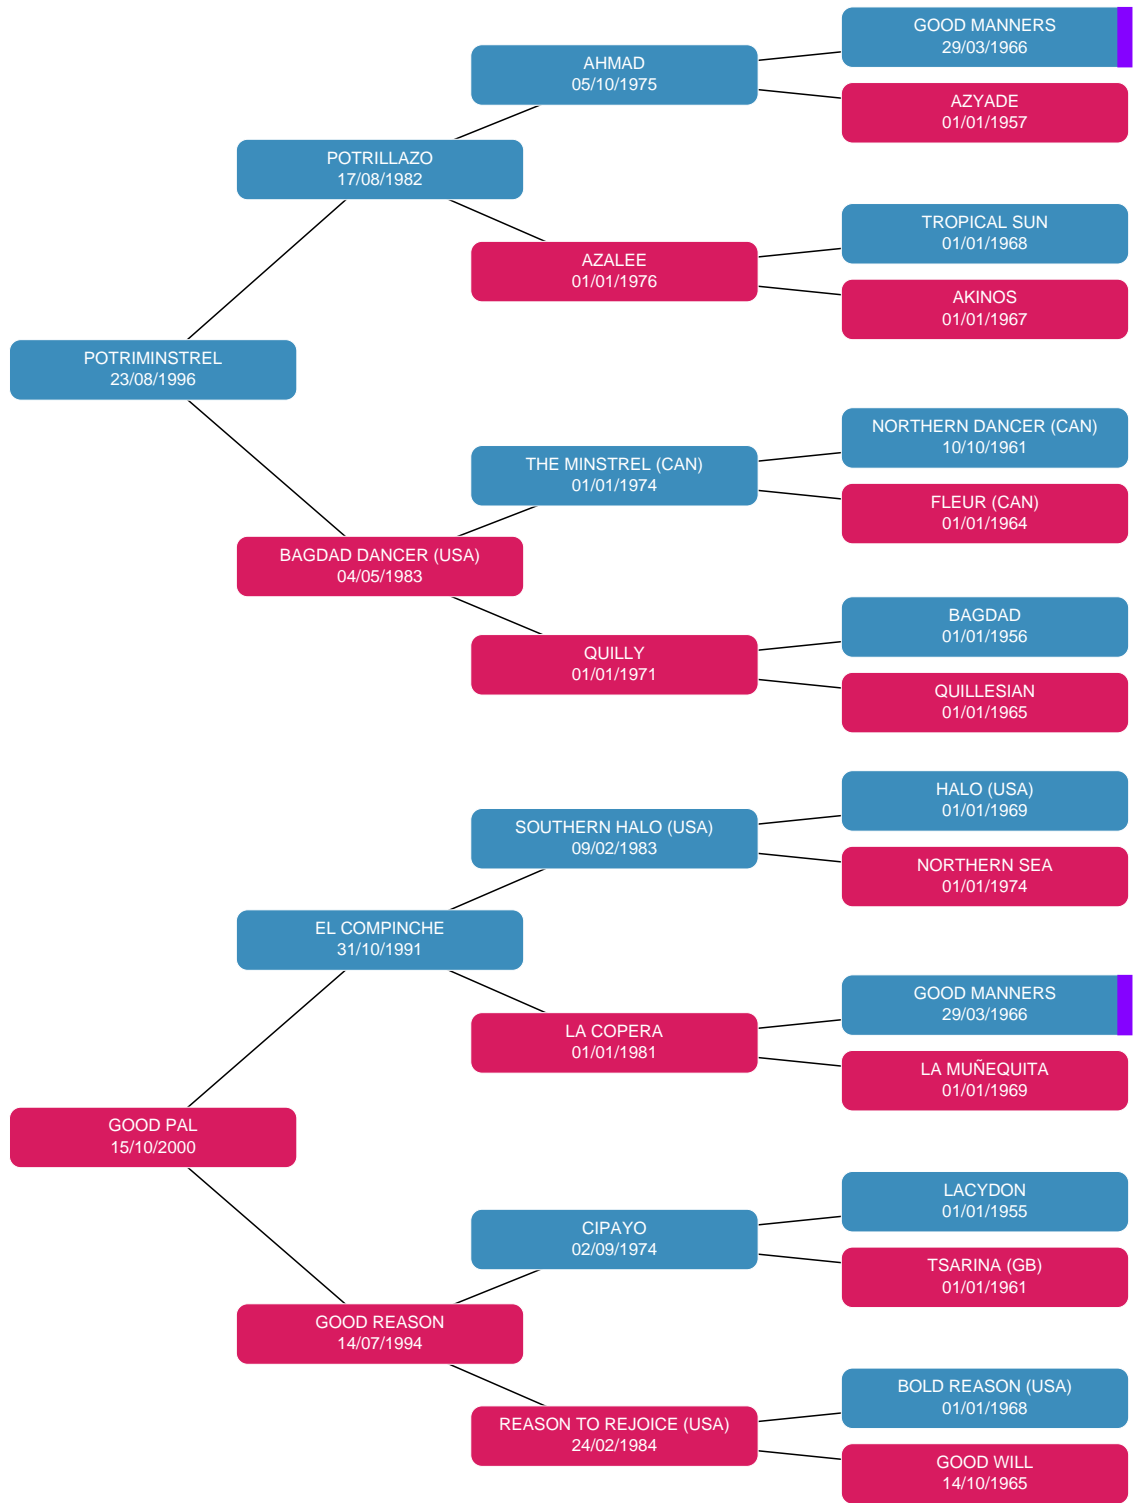 GOOD MANNERS
29/03/1966
AHMAD
05/10/1975
AZYADE
01/01/1957
POTRILLAZO
17/08/1982
TROPICAL SUN
01/01/1968
AZALEE
01/01/1976
AKINOS
01/01/1967
POTRIMINSTREL
23/08/1996
NORTHERN DANCER (CAN)
10/10/1961
THE MINSTREL (CAN)
01/01/1974
FLEUR (CAN)
01/01/1964
BAGDAD DANCER (USA)
04/05/1983
BAGDAD
01/01/1956
QUILLY
01/01/1971
QUILLESIAN
01/01/1965
HALO (USA)
01/01/1969
SOUTHERN HALO (USA)
09/02/1983
NORTHERN SEA
01/01/1974
EL COMPINCHE
31/10/1991
GOOD MANNERS
29/03/1966
LA COPERA
01/01/1981
LA MUÑEQUITA
01/01/1969
GOOD PAL
15/10/2000
LACYDON
01/01/1955
CIPAYO
02/09/1974
TSARINA (GB)
01/01/1961
GOOD REASON
14/07/1994
BOLD REASON (USA)
01/01/1968
REASON TO REJOICE (USA)
24/02/1984
GOOD WILL
14/10/1965